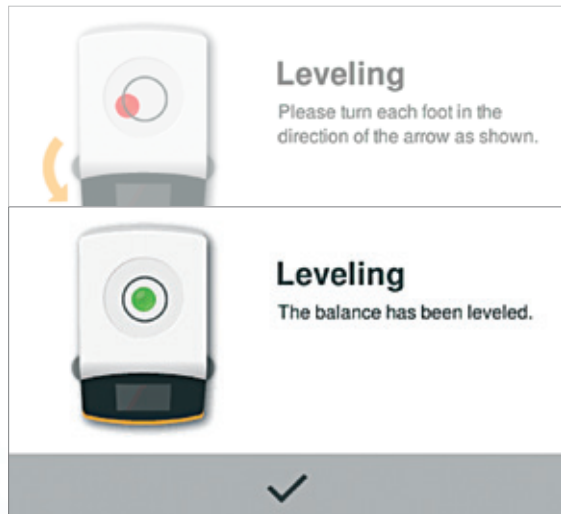 Leveling
Please turn each foot in the
direction of the arrow as shown.
Leveling
The balance has been leveled.